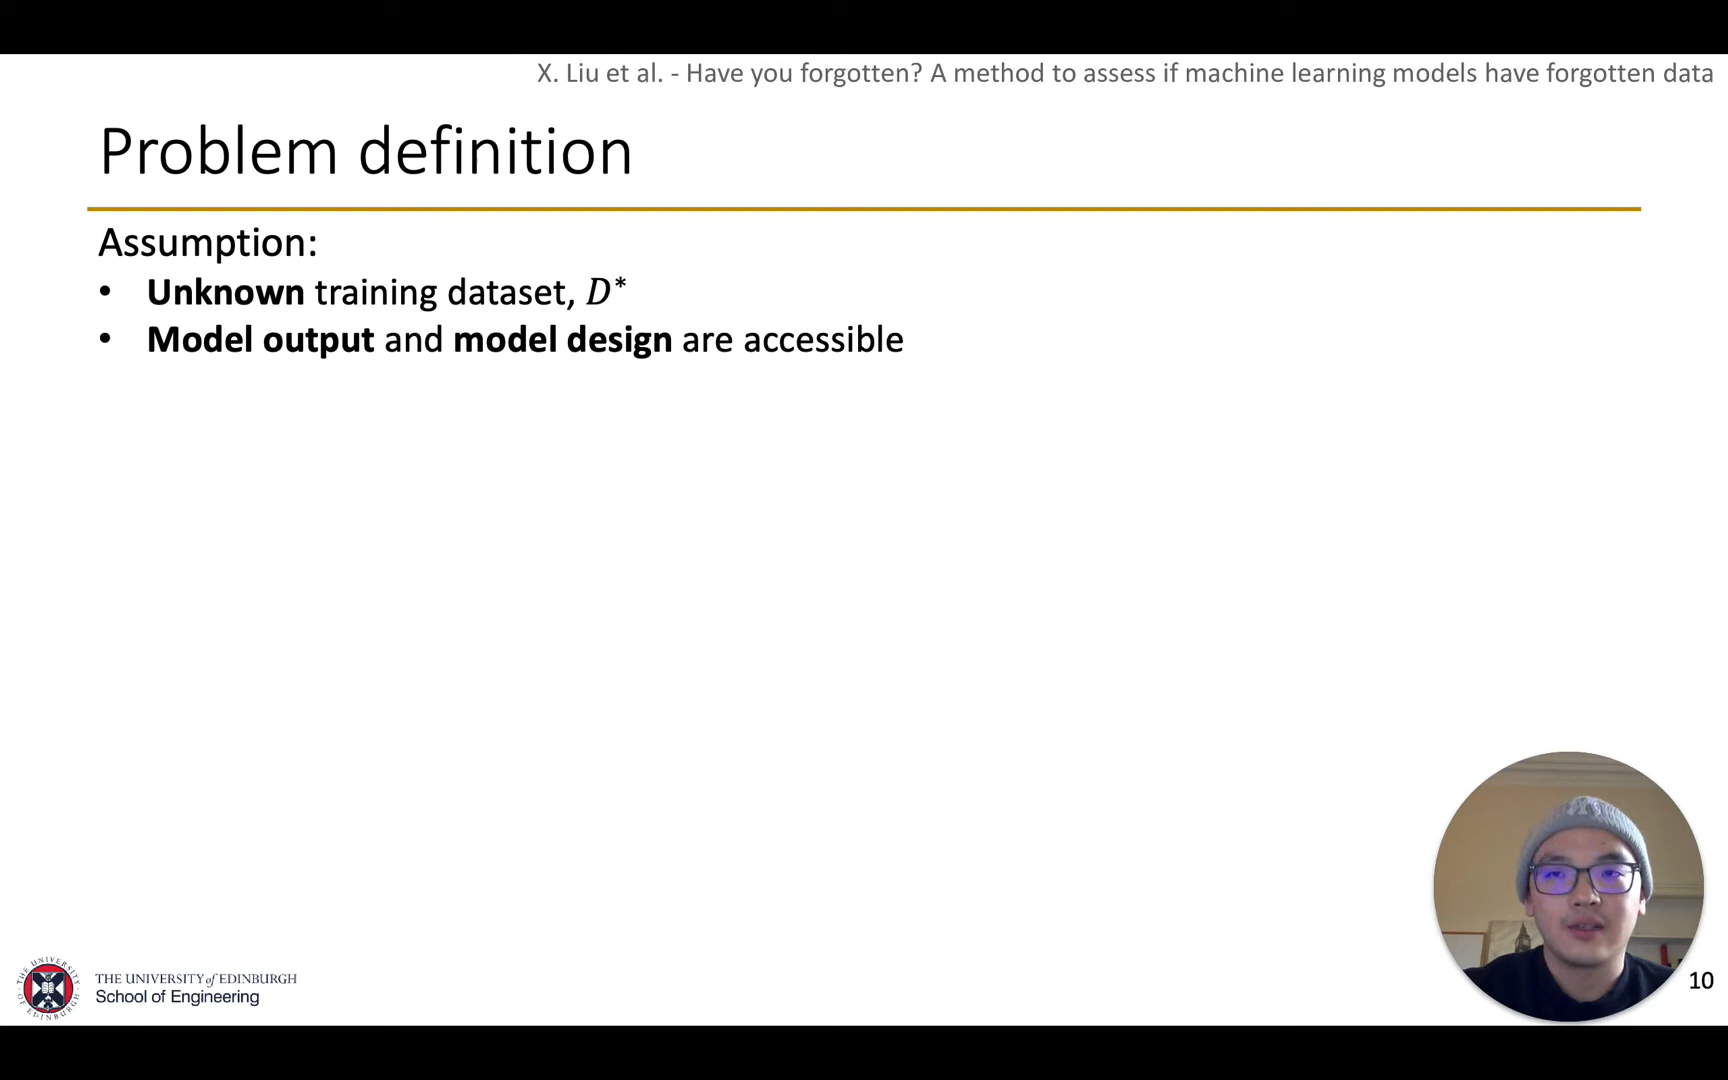 X. Liu et al. - Have you forgotten? A method to assess if machine learning models have forgotten data
Problem definition
Assumption:
• Unknown training dataset, D*
• Model output and model design are accessible
THE UNIVERSITY of EDINBURGH
School of Engineering
10